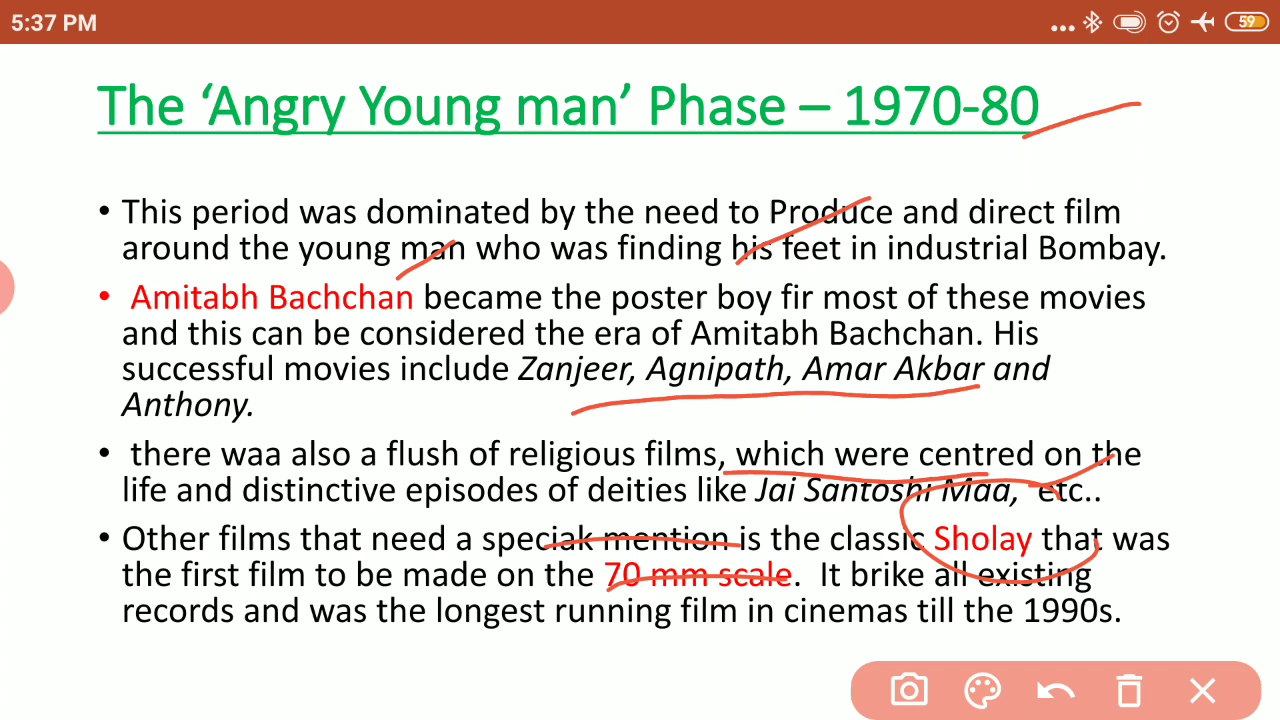 5:37 PM
59
The ‘Angry Young man’ Phase – 1970-80
• This period was dominated by the need to Produce and direct film
around the young man who was finding his feet in industrial Bombay.
• Amitabh Bachchan became the poster boy fir most of these movies
and this can be considered the era of Amitabh Bachchan. His
successful movies include Zanjeer, Agnipath, Amar Akbar and
Anthony.
• there waa also a flush of religious films, which were centred on the
life and distinctive episodes of deities like Jai Santoshi Maa, etc..
• Other films that need a speciak mention is the classic Sholay that was
the first film to be made on the 70 mm scale. It brike all existing
records and was the longest running film in cinemas till the 1990s.